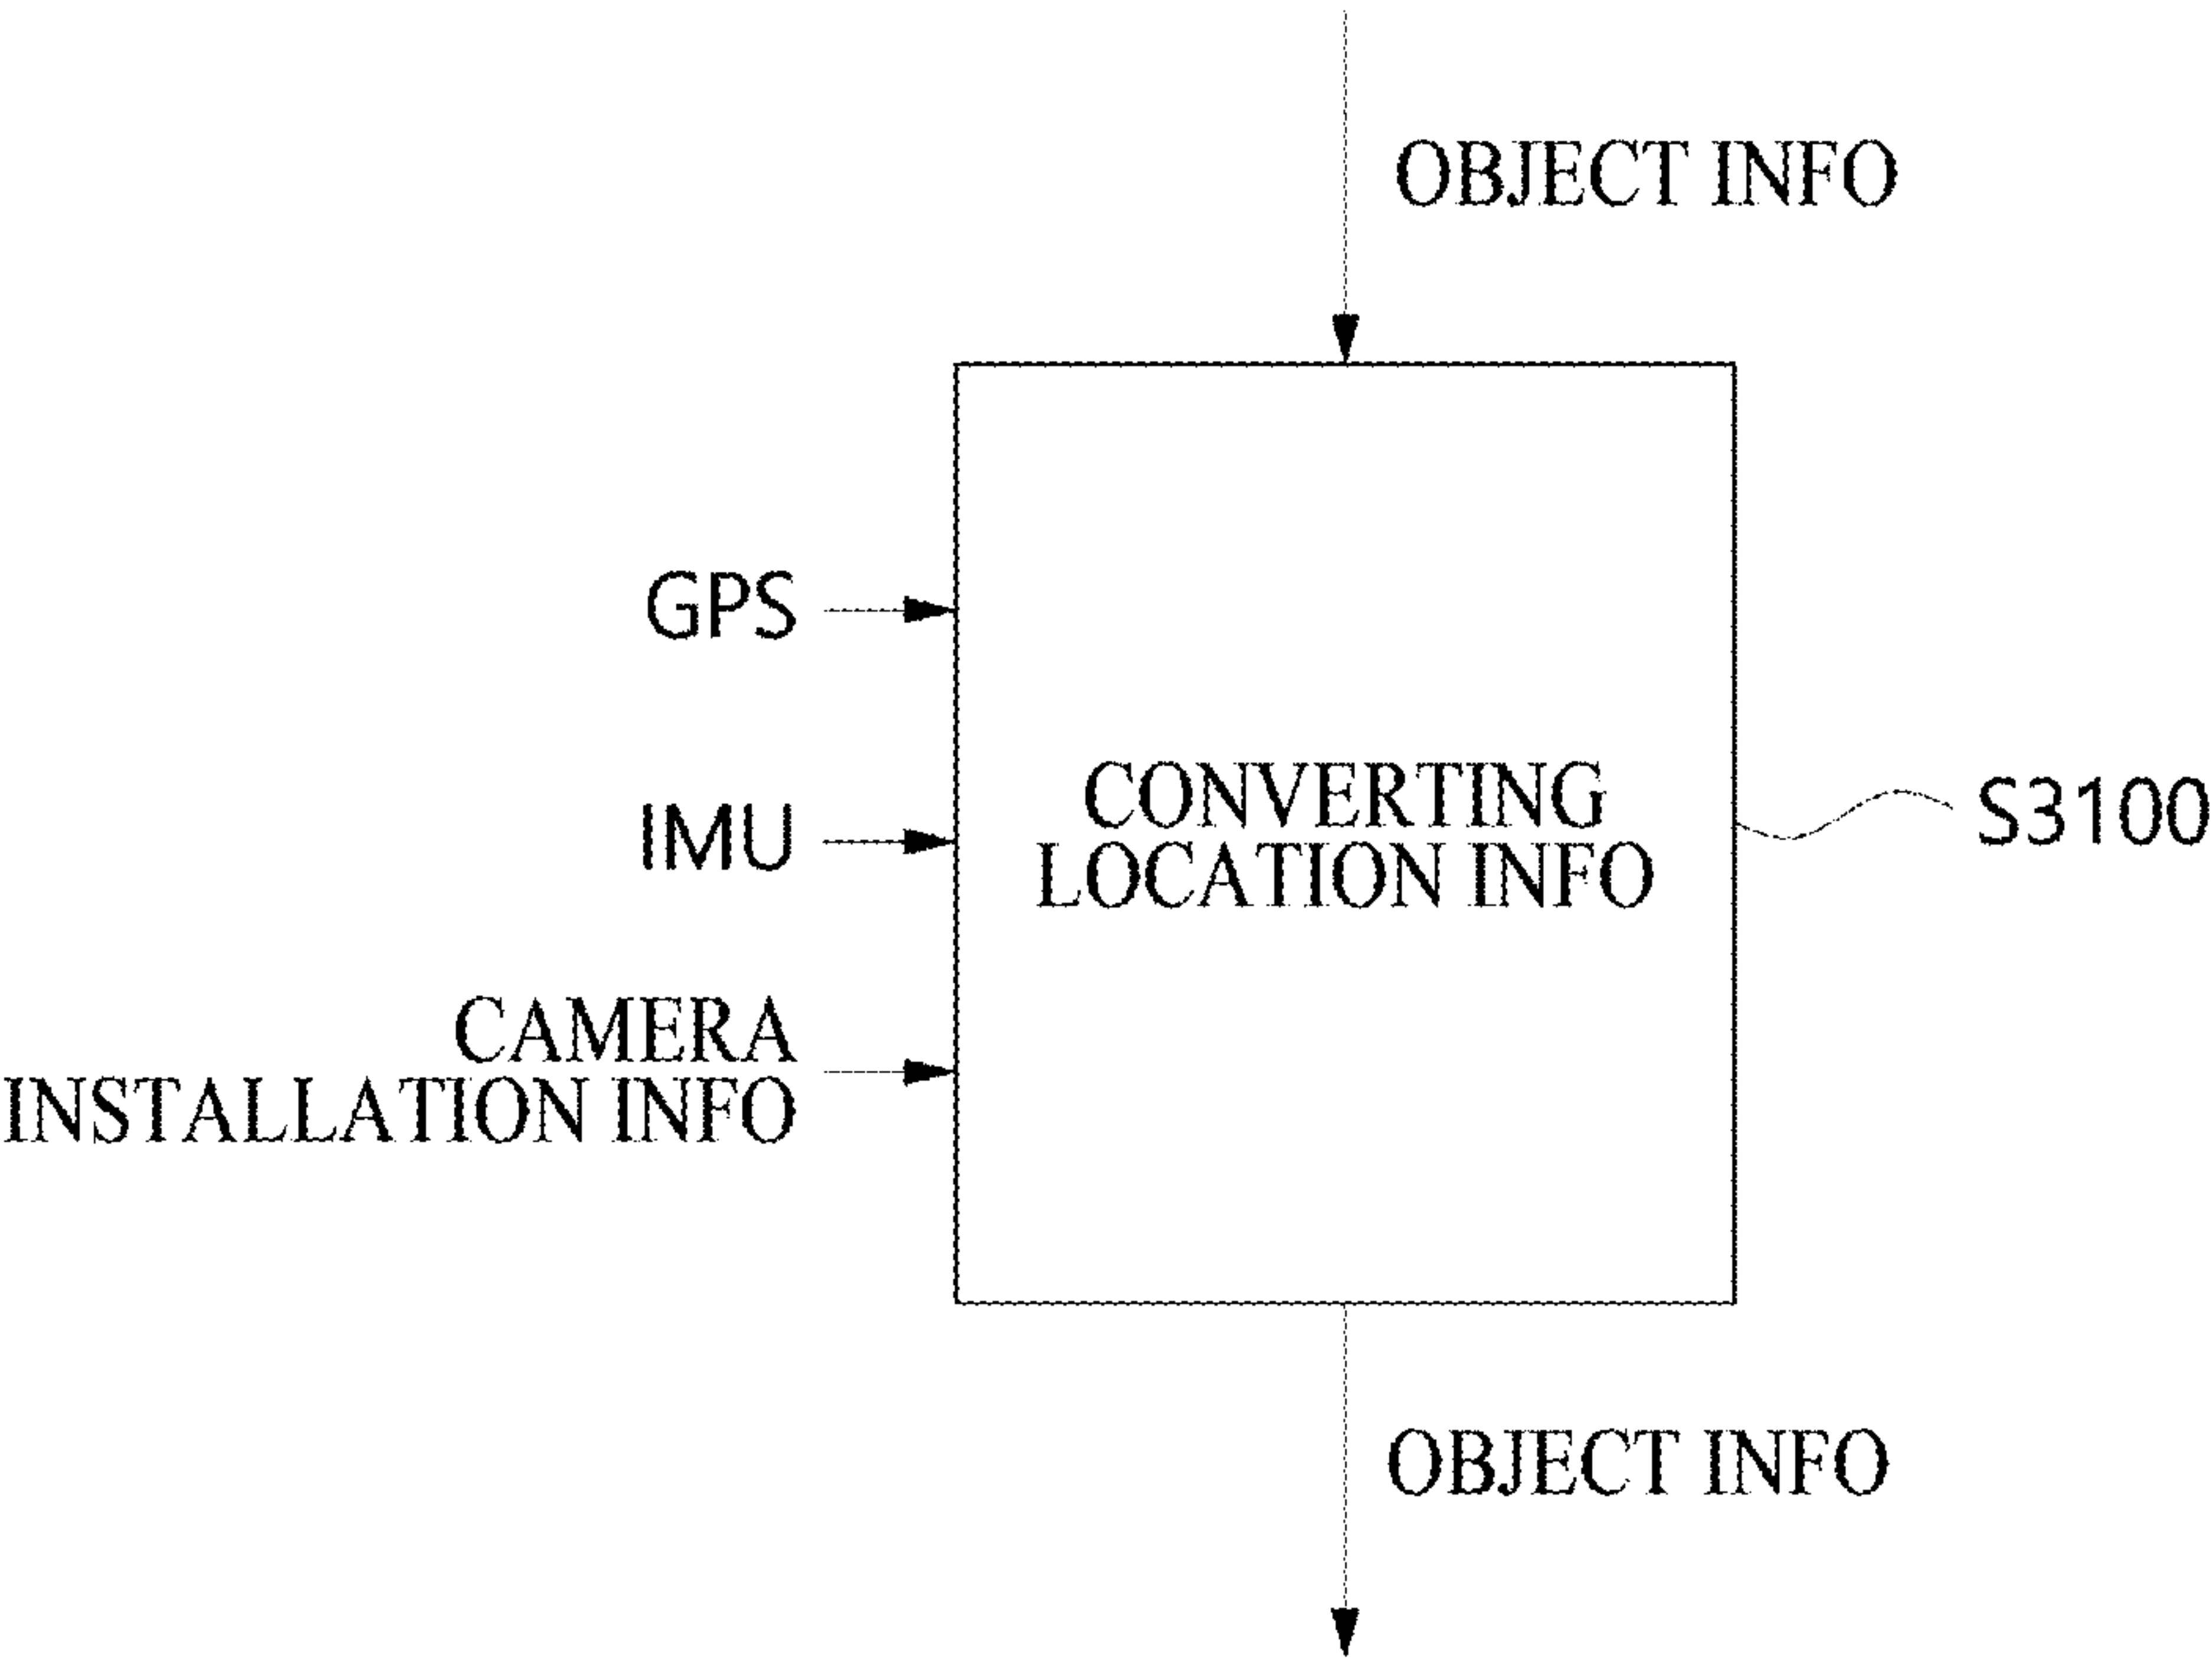 OBJECT INFO
GPS
IMU
CONVERTING
LOCATION INFO
S3100
CAMERA
INSTALLATION INFO
OBJECT INFO